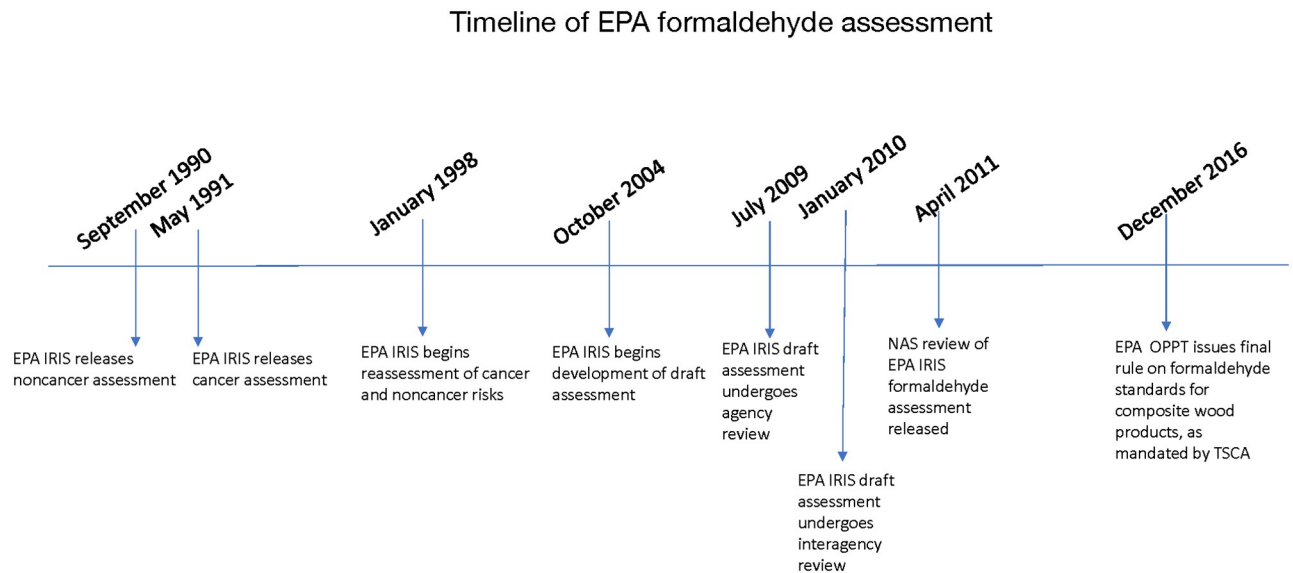 Timeline of EPA formaldehyde assessment
September 1990
May 1991
January 1998
October 2004
July 2009
January 2010
April 2011
December 2016
EPA IRIS releases
noncancer assessment
EPA IRIS releases
cancer assessment
EPA IRIS begins
reassessment of cancer
and noncancer risks
EPA IRIS begins
development of draft
assessment
EPA IRIS draft
assessment
undergoes
agency
review
EPA IRIS draft
assessment
undergoes
interagency
review
NAS review of
EPA IRIS
formaldehyde
assessment
released
EPA OPPT issues final
rule on formaldehyde
standards for
composite wood
products, as
mandated by TSCA